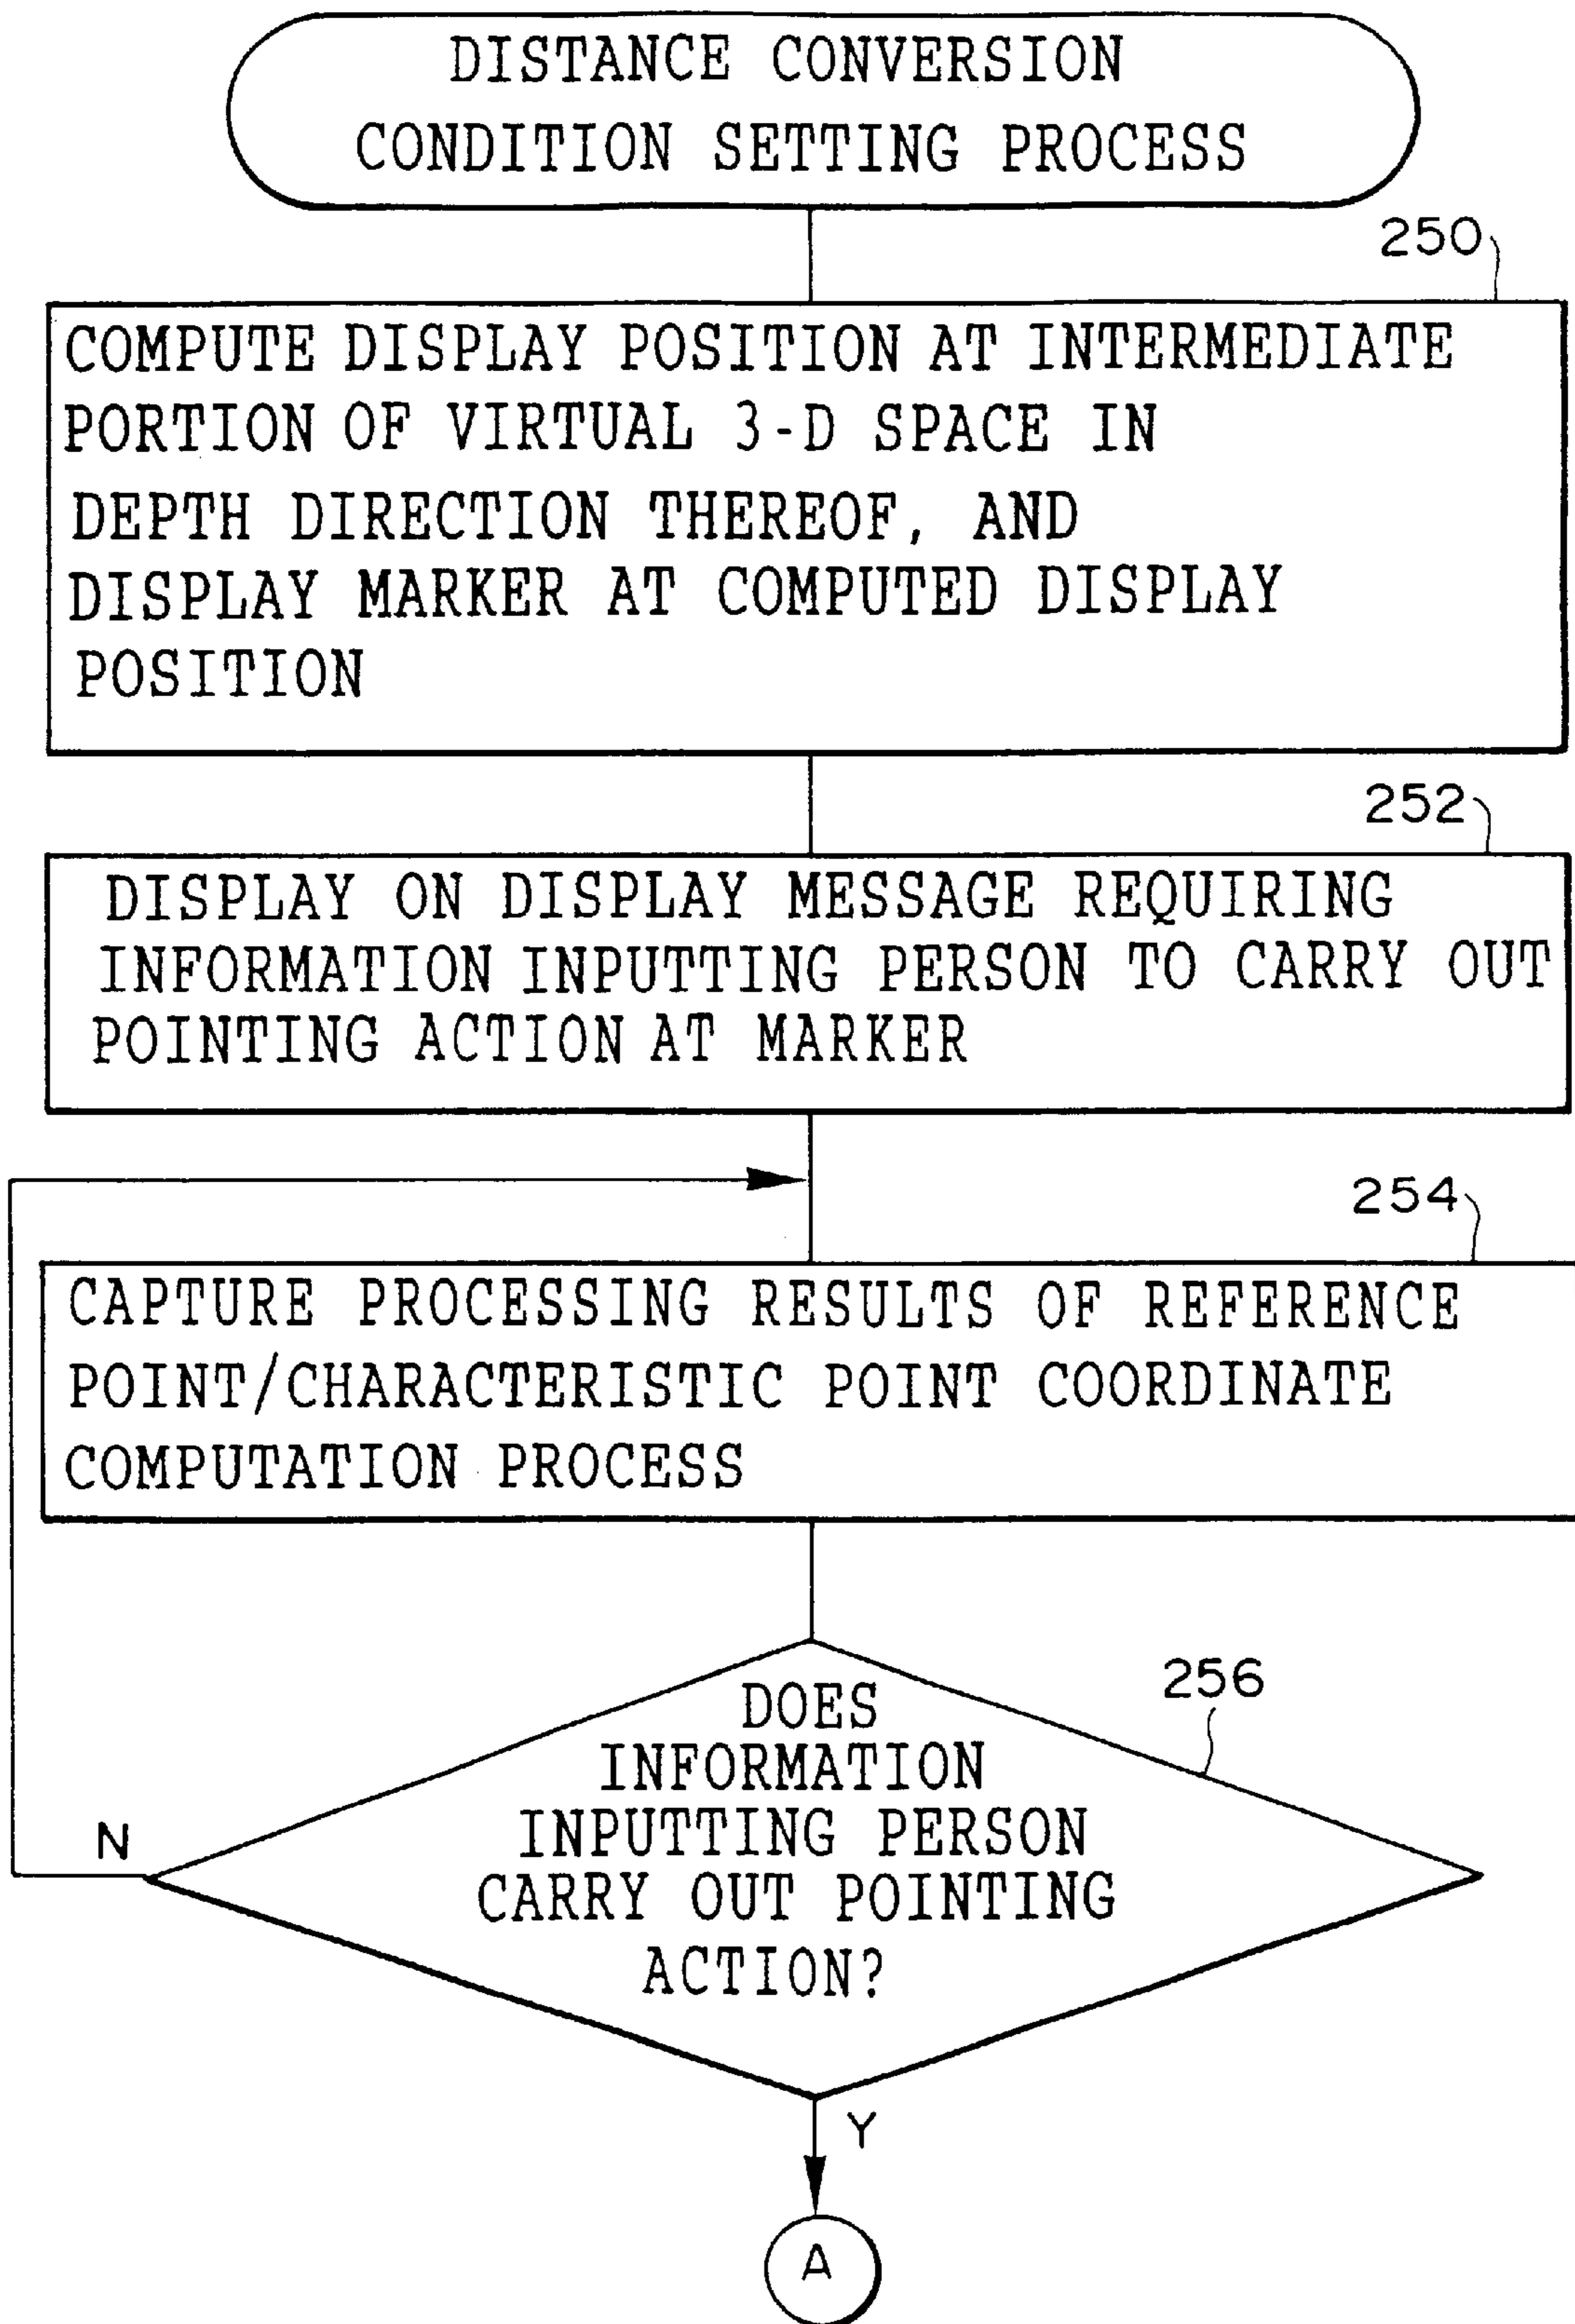 DISTANCE CONVERSION
CONDITION SETTING PROCESS
250
COMPUTE DISPLAY POSITION AT INTERMEDIATE
PORTION OF VIRTUAL 3-D SPACE IN
DEPTH DIRECTION THEREOF, AND
DISPLAY MARKER AT COMPUTED DISPLAY
POSITION
252
DISPLAY ON DISPLAY MESSAGE REQUIRING
INFORMATION INPUTTING PERSON TO CARRY OUT
POINTING ACTION AT MARKER
254
CAPTURE PROCESSING RESULTS OF REFERENCE
POINT/CHARACTERISTIC POINT COORDINATE
COMPUTATION PROCESS
256
DOES
INFORMATION
INPUTTING PERSON
CARRY OUT POINTING
ACTION?
N
Y
A